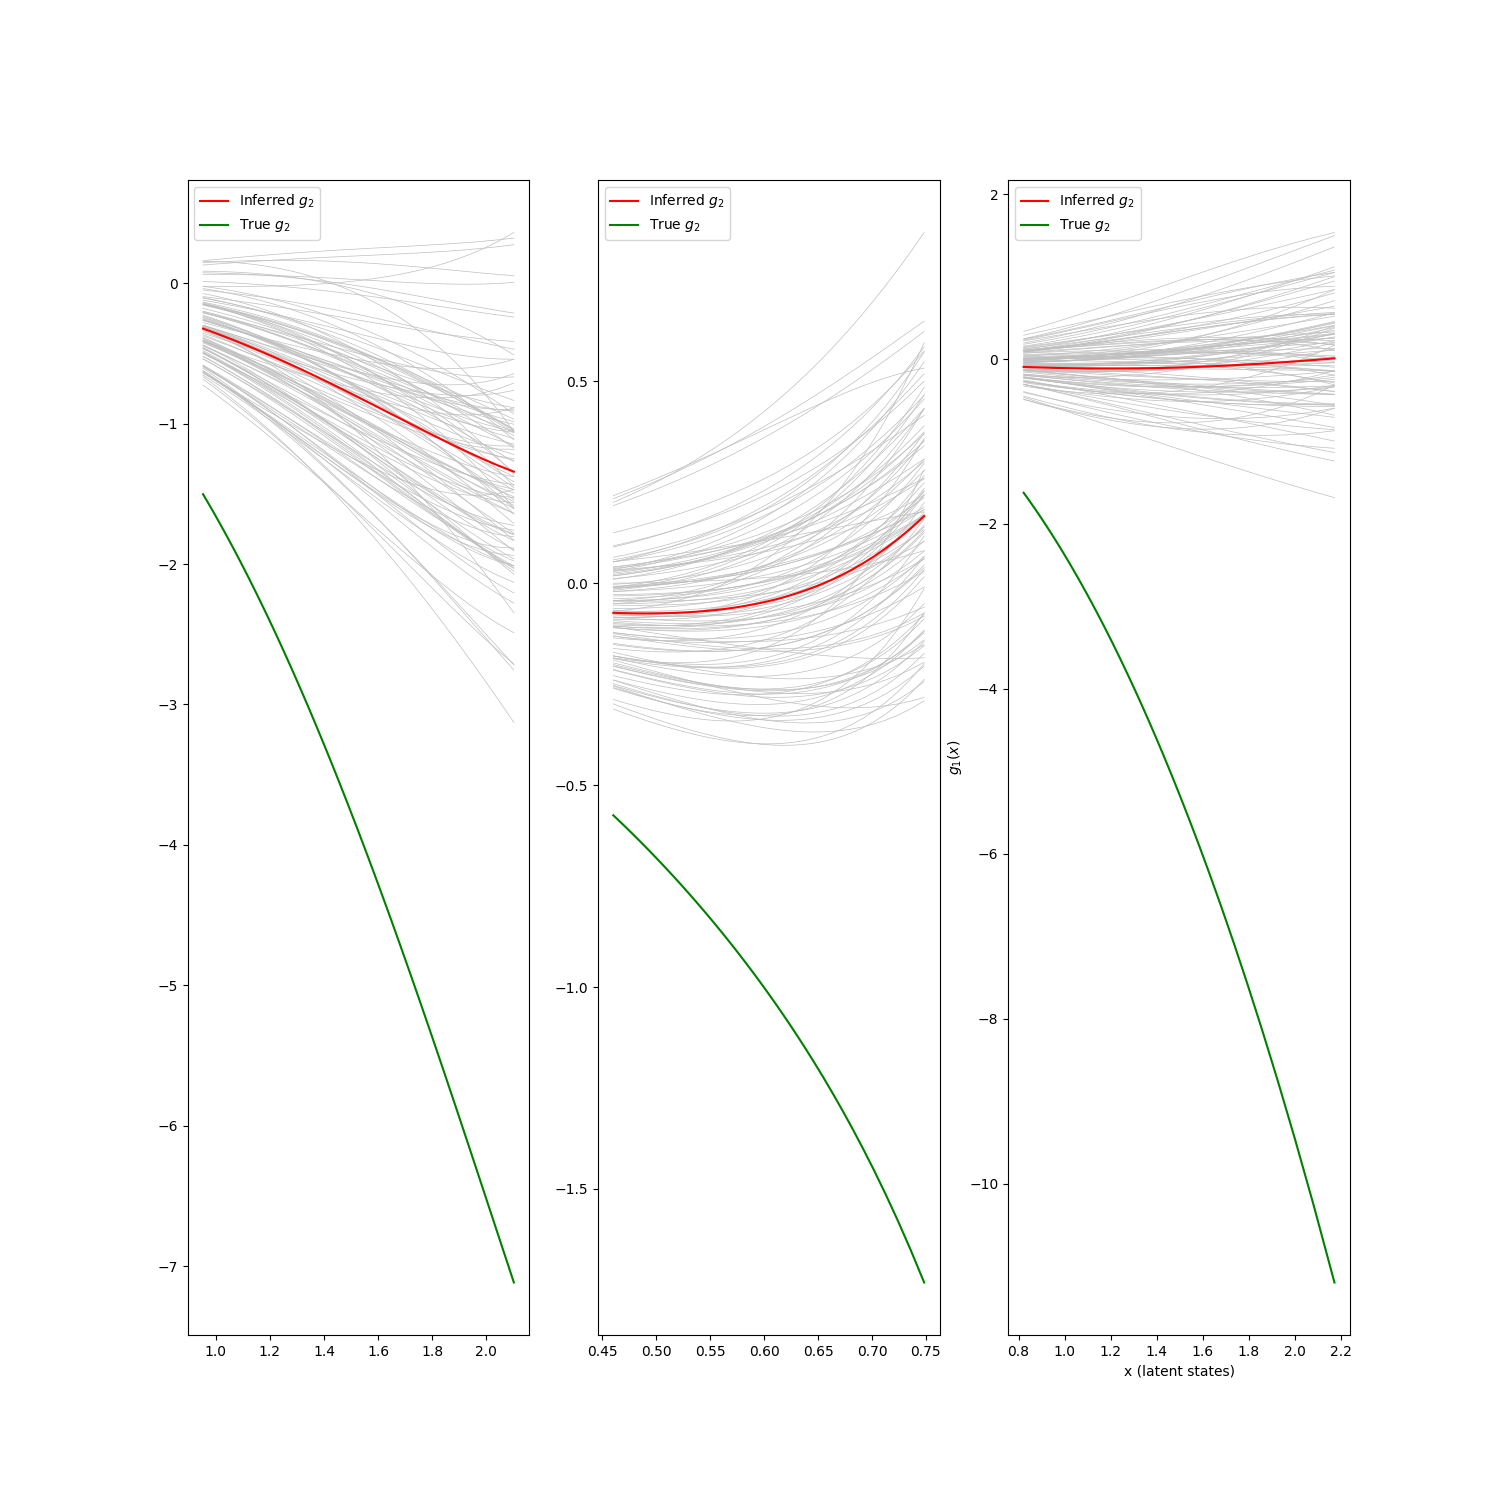 Inferred g₂
True g₂
0
−1
−2
−3
−4
−5
−6
−7
1.0 1.2 1.4 1.6 1.8 2.0
Inferred g₂
True g₂
0.5
0.0
−0.5
−1.0
−1.5
0.45 0.50 0.55 0.60 0.65 0.70 0.75
g₁(x)
Inferred g₂
True g₂
2
0
−2
−4
−6
−8
−10
0.8 1.0 1.2 1.4 1.6 1.8 2.0 2.2
x (latent states)